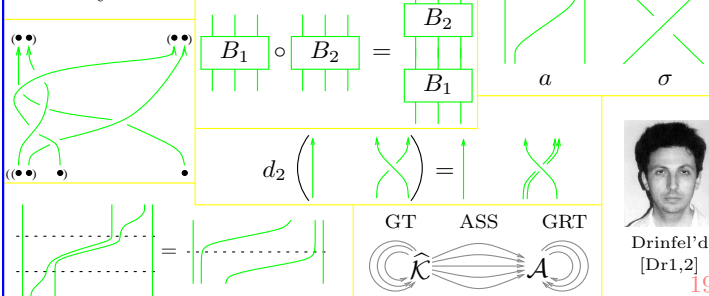 (●●) (●●)
((●●) ●) ●
B₁ ∘ B₂ = B₂
B₁
a σ
d₂ ( ) =
=
GT ASS GRT
K̂ A
Drinfel'd
[Dr1,2]
19